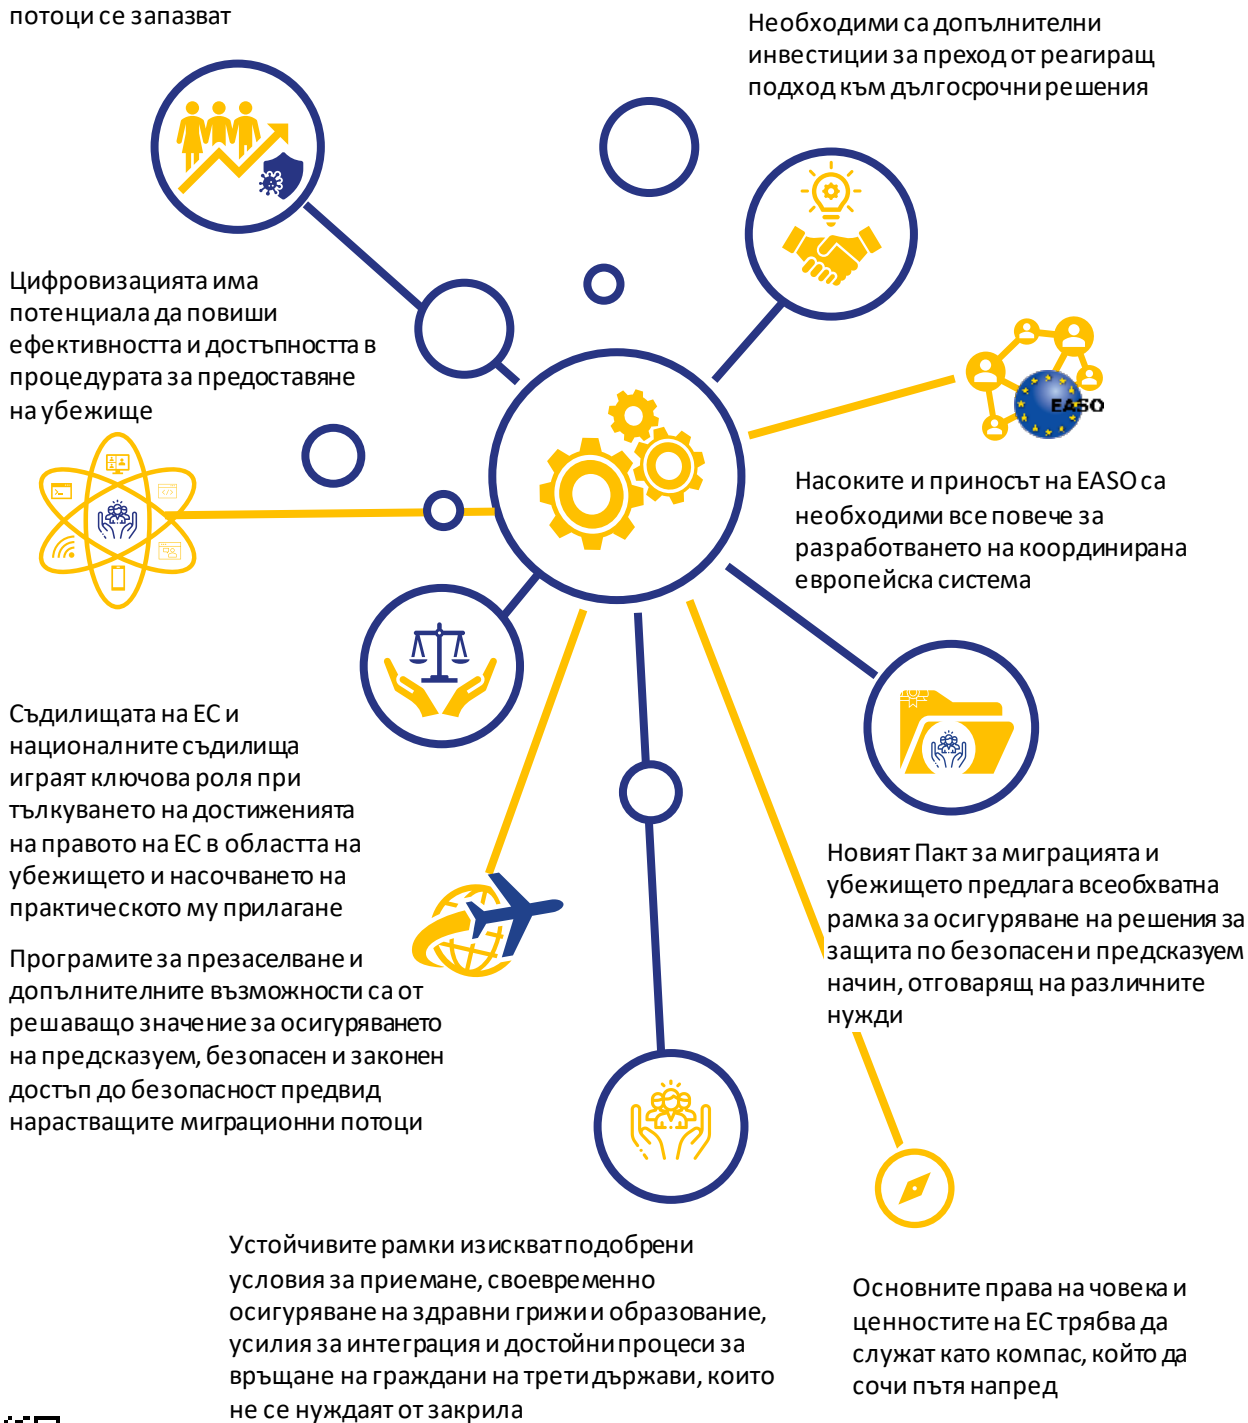 потоци се запазват
Необходими са допълнителни
инвестиции за преход от реагиращ
подход към дългосрочни решения
Цифровизацията има
потенциала да повиши
ефективността и достъпността в
процедурата за предоставяне
на убежище
EASO
Насоките и приносът на EASO са
необходими все повече за
разработването на координирана
европейска система
Съдилищата на ЕС и
националните съдилища
играят ключова роля при
тълкуването на достиженията
на правото на ЕС в областта на
убежището и насочването на
практическото му прилагане
Новият Пакт за миграцията и
убежището предлага всеобхватна
рамка за осигуряване на решения за
защита по безопасен и предсказуем
начин, отговарящ на различните
нужди
Програмите за презаселване и
допълнителните възможности са от
решаващо значение за осигуряването
на предсказуем, безопасен и законен
достъп до безопасност предвид
нарастващите миграционни потоци
Устойчивите рамки изискват подобрени
условия за приемане, своевременно
осигуряване на здравни грижи и образование,
усилия за интеграция и достойни процеси за
връщане на граждани на трети държави, които
не се нуждаят от закрила
Основните права на човека и
ценностите на ЕС трябва да
служат като компас, който да
сочи пътя напред